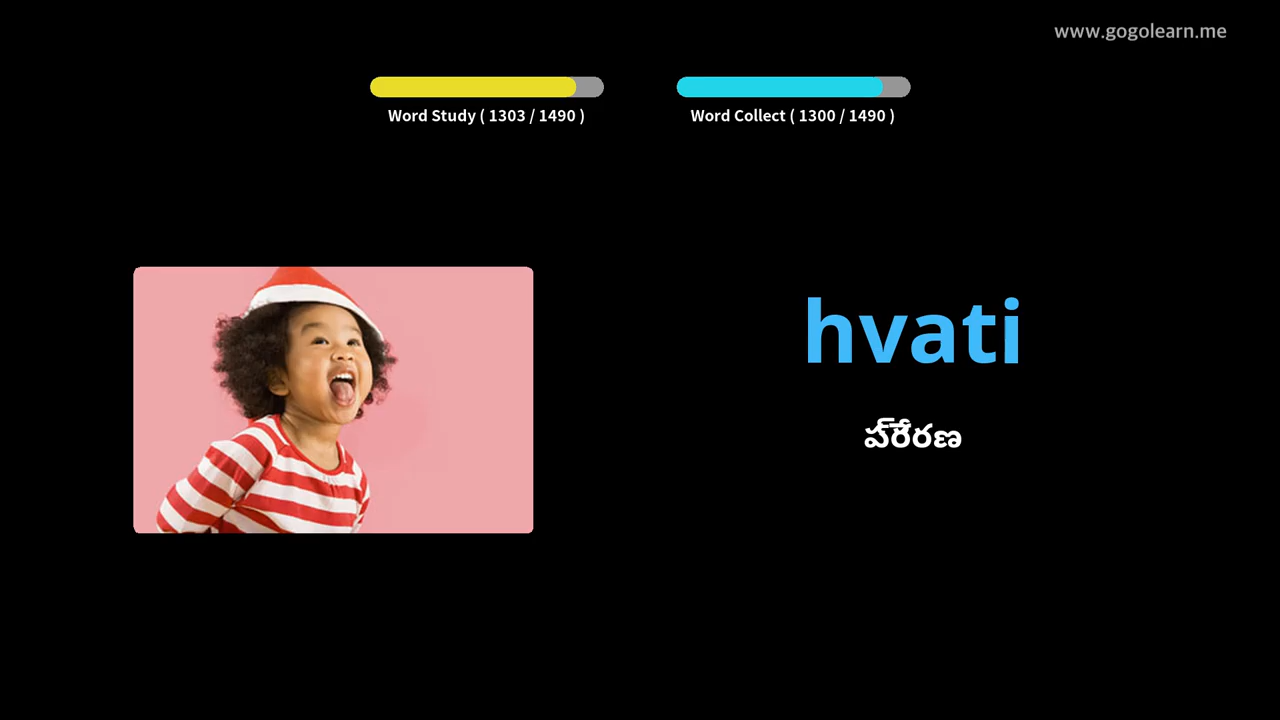 www.gogolearn.me
Word Study ( 1303 / 1490 )
Word Collect ( 1300 / 1490 )
hvati
ప్రేరణ